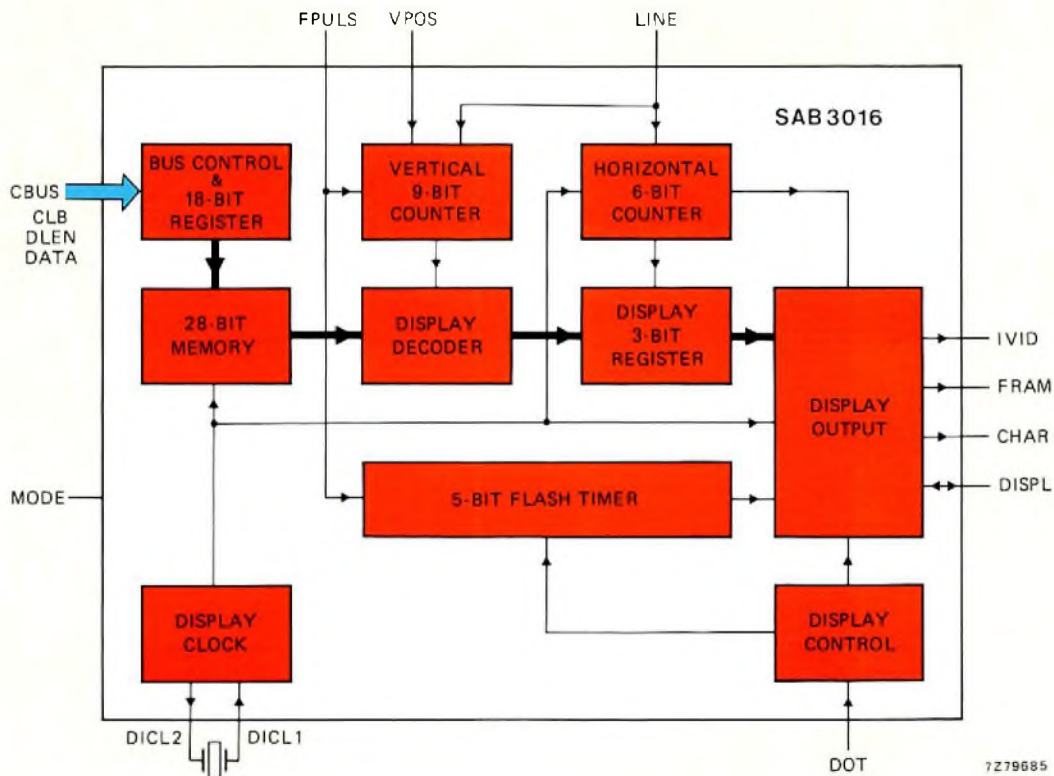 FPULS VPOS LINE
SAB 3016
BUS CONTROL
&
18-BIT
REGISTER
VERTICAL
9-BIT
COUNTER
HORIZONTAL
6-BIT
COUNTER
CBUS
CLB
DLEN
DATA
28-BIT
MEMORY
DISPLAY
DECODER
DISPLAY
3-BIT
REGISTER
DISPLAY
OUTPUT
IVID
FRAM
CHAR
DISPL
MODE
5-BIT FLASH TIMER
DISPLAY
CLOCK
DISPLAY
CONTROL
DICL2 DICL1
DOT
7Z79685